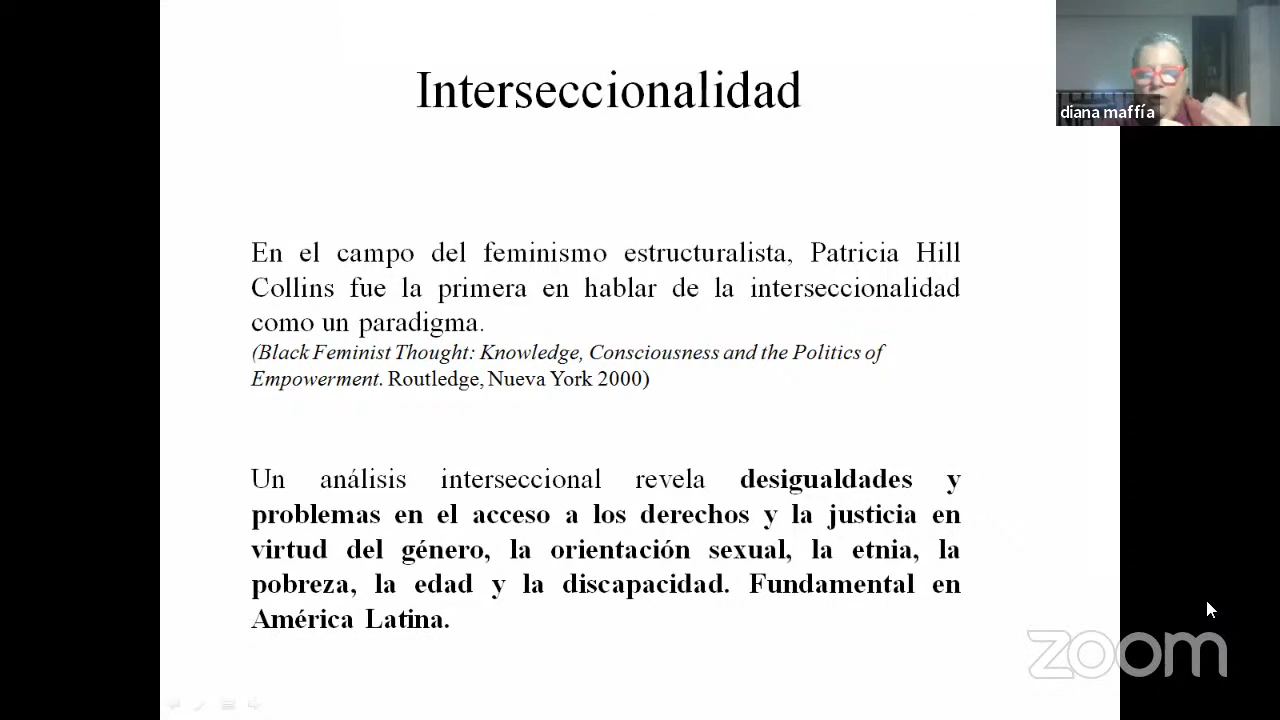 Interseccionalidad
diana maffía
En el campo del feminismo estructuralista, Patricia Hill
Collins fue la primera en hablar de la interseccionalidad
como un paradigma.
(Black Feminist Thought: Knowledge, Consciousness and the Politics of
Empowerment. Routledge, Nueva York 2000)
Un análisis interseccional revela desigualdades y
problemas en el acceso a los derechos y la justicia en
virtud del género, la orientación sexual, la etnia, la
pobreza, la edad y la discapacidad. Fundamental en
América Latina.
zoom